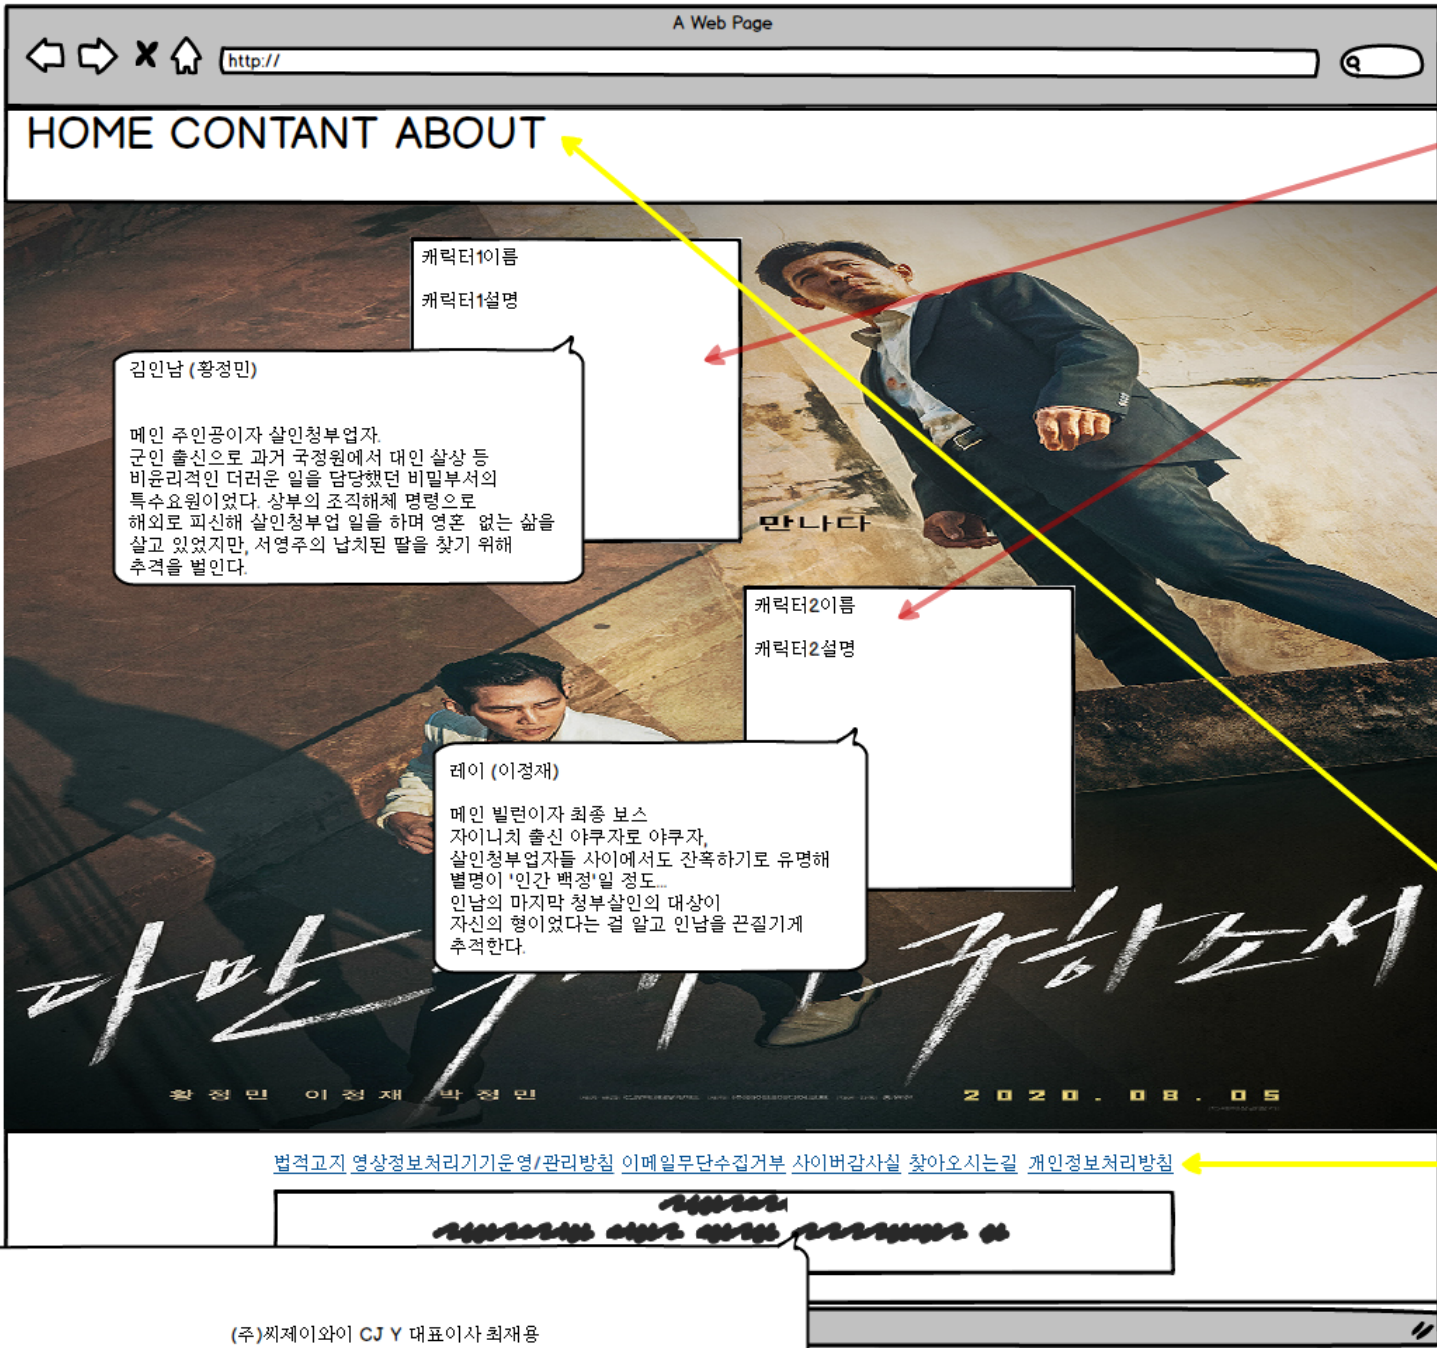 A Web Page
http://
HOME CONTANT ABOUT
캐릭터1이름
캐릭터1설명
김인남 (황정민)
메인 주인공이자 살인청부업자.
군인 출신으로 과거 국정원에서 대인 살상 등
비윤리적인 더러운 일을 담당했던 비밀부서의
특수요원이었다. 상부의 조직해체 명령으로
해외로 피신해 살인청부업 일을 하며 영혼 없는 삶을
살고 있었지만, 서영주의 납치된 딸을 찾기 위해
추격을 벌인다.
만나다
캐릭터2이름
캐릭터2설명
레이 (이정재)
메인 빌런이자 최종 보스
자이니치 출신 야쿠자로 야쿠자,
살인청부업자들 사이에서도 잔혹하기로 유명해
별명이 '인간 백정'일 정도...
인남의 마지막 청부살인의 대상이
자신의 형이었다는 걸 알고 인남을 끈질기게
추적한다.
다만 구하소서
황정민 이정재 박정민 2020.08.05
법적고지 영상정보처리기기운영/관리방침 이메일무단수집거부 사이버감사실 찾아오시는길 개인정보처리방침
(주)씨제이와이 CJ Y 대표이사 최재용